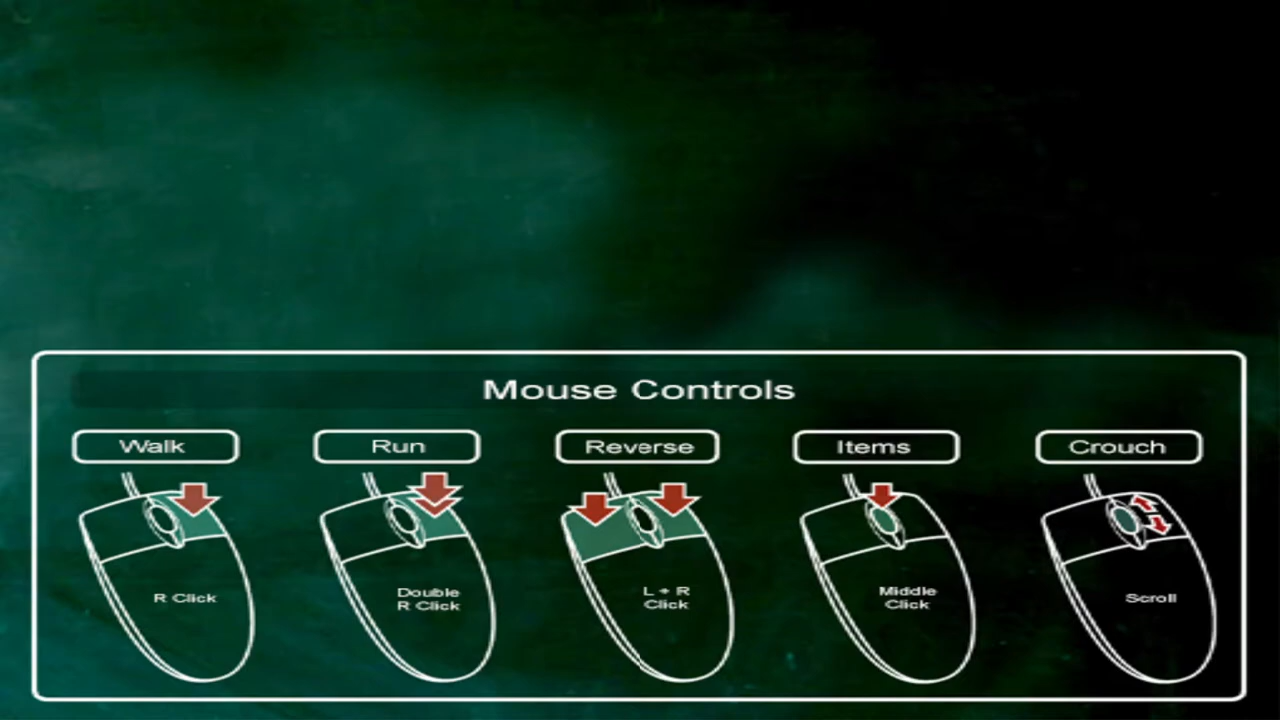 Mouse Controls
Walk
Run
Reverse
Items
Crouch
R Click
Double
R Click
L + R
Click
Middle
Click
Scroll